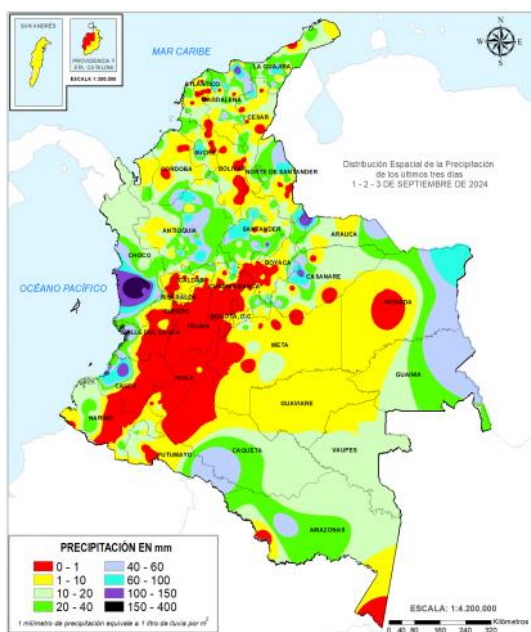 SAN ANDRÉS
PROVIDENCIA Y
STA. CATALINA
ESCALA 1:300.000
MAR CARIBE
N
W
E
S
LA GUAJIRA
ATLÁNTICO
MAGDALENA
CESAR
SUCRE
CÓRDOBA
BOLÍVAR
NORTE DE SANTANDER
Distribución Espacial de la Precipitación
de los últimos tres días
1 - 2 - 3 DE SEPTIEMBRE DE 2024
ANTIOQUIA
SANTANDER
ARAUCA
CHOCÓ
BOYACÁ
CASANARE
OCÉANO PACÍFICO
CALDAS
CUNDINAMARCA
RISARALDA
VICHADA
BOGOTÁ, D.C.
TOLIMA
VALLE DEL CAUCA
META
GUAINÍA
CAUCA
HUILA
GUAVIARE
NARIÑO
CAQUETÁ
VAUPÉS
PUTUMAYO
AMAZONAS
PRECIPITACIÓN EN mm
0 - 1
40 - 60
1 - 10
60 - 100
10 - 20
100 - 150
20 - 40
150 - 400
1 milímetro de precipitación equivale a 1 litro de lluvia por m2
ESCALA: 1:4.200.000
Kilómetros
0 40 80 160 240 320